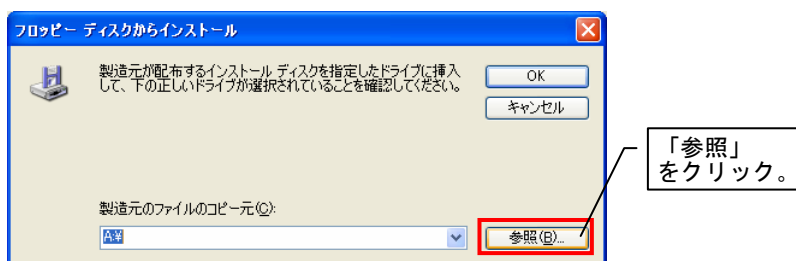 フロッピー ディスクからインストール
製造元が配布するインストール ディスクを指定したドライブに挿入
して、下の正しいドライブが選択されていることを確認してください。
OK
キャンセル
「参照」
をクリック。
製造元のファイルのコピー元(C):
A:¥
参照(B)...